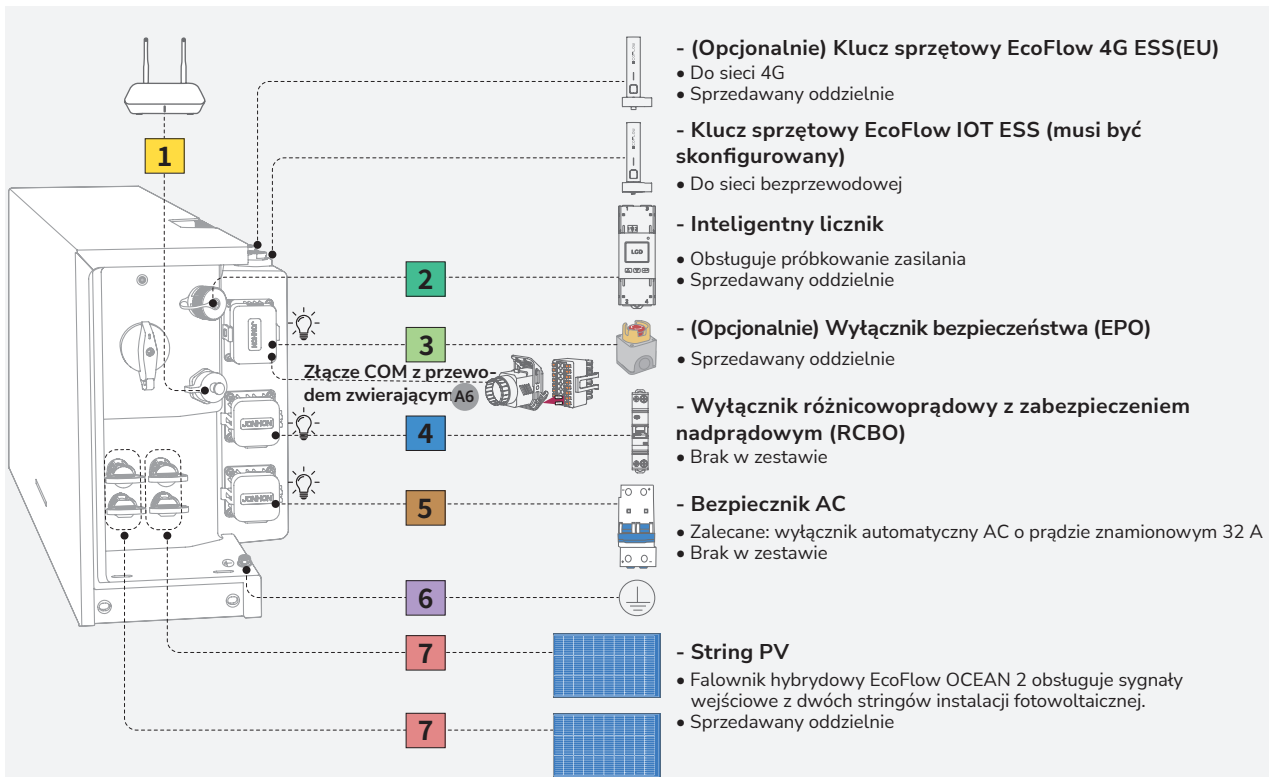 - (Opcjonalnie) Klucz sprzętowy EcoFlow 4G ESS(EU)
• Do sieci 4G
• Sprzedawany oddzielnie
- Klucz sprzętowy EcoFlow IOT ESS (musi być
skonfigurowany)
• Do sieci bezprzewodowej
1
- Inteligentny licznik
• Obsługuje próbkowanie zasilania
• Sprzedawany oddzielnie
LCD
2
- (Opcjonalnie) Wyłącznik bezpieczeństwa (EPO)
• Sprzedawany oddzielnie
JONHON
3
Złącze COM z przewo-
dem zwierającym A6
- Wyłącznik różnicowoprądowy z zabezpieczeniem
nadprądowym (RCBO)
• Brak w zestawie
JONHON
4
- Bezpiecznik AC
• Zalecane: wyłącznik automatyczny AC o prądzie znamionowym 32 A
• Brak w zestawie
JONHON
5
6
7
- String PV
• Falownik hybrydowy EcoFlow OCEAN 2 obsługuje sygnały
wejściowe z dwóch stringów instalacji fotowoltaicznej.
• Sprzedawany oddzielnie
7